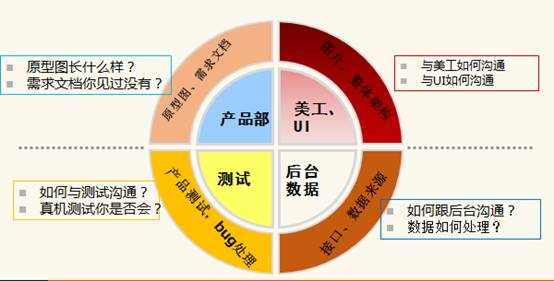 原型图长什么样？
需求文档你见过没有？
原型图、需求文档
产品部
美工、
UI
图片，整体架构
与美工如何沟通
与UI如何沟通
如何与测试沟通？
真机测试你是否会？
产品测试，bug处理
测试
后台
数据
接口、数据来源
如何跟后台沟通？
数据如何处理？